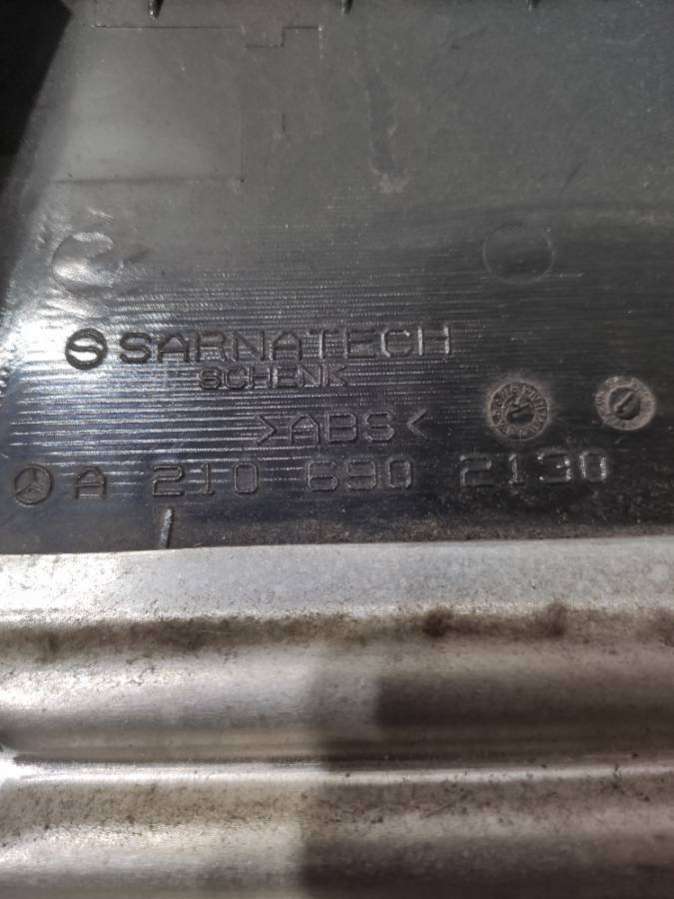 SARNATECH
SCHENK
>ABS<
A 210 690 2130